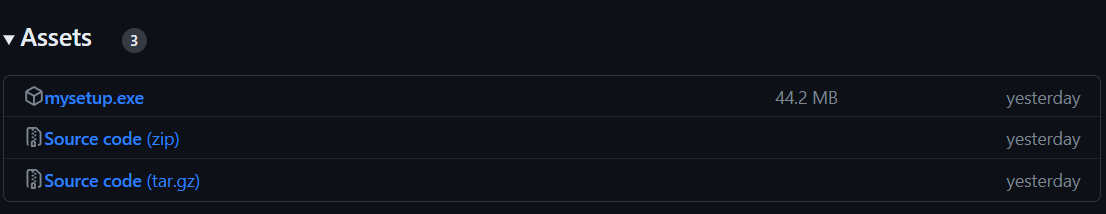 Assets 3
mysetup.exe 44.2 MB yesterday
Source code (zip) yesterday
Source code (tar.gz) yesterday